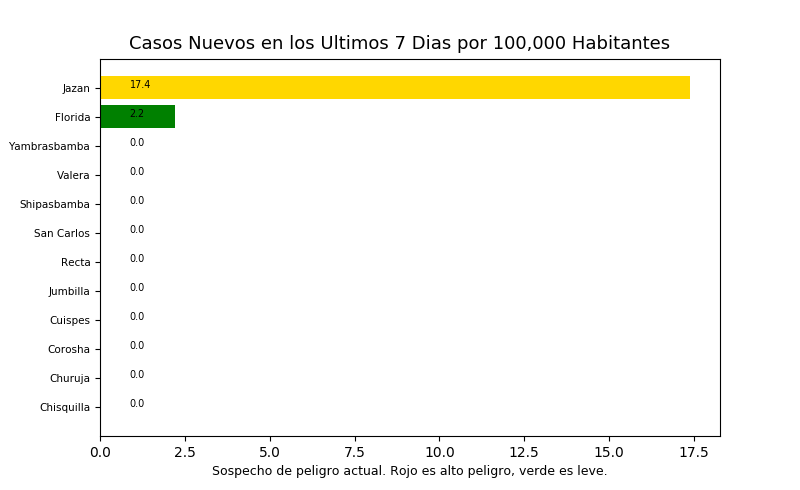 Casos Nuevos en los Ultimos 7 Dias por 100,000 Habitantes
Jazan 17.4
Florida 2.2
Yambrasbamba 0.0
Valera 0.0
Shipasbamba 0.0
San Carlos 0.0
Recta 0.0
Jumbilla 0.0
Cuispes 0.0
Corosha 0.0
Churuja 0.0
Chisquilla 0.0
0.0 2.5 5.0 7.5 10.0 12.5 15.0 17.5
Sospecho de peligro actual. Rojo es alto peligro, verde es leve.